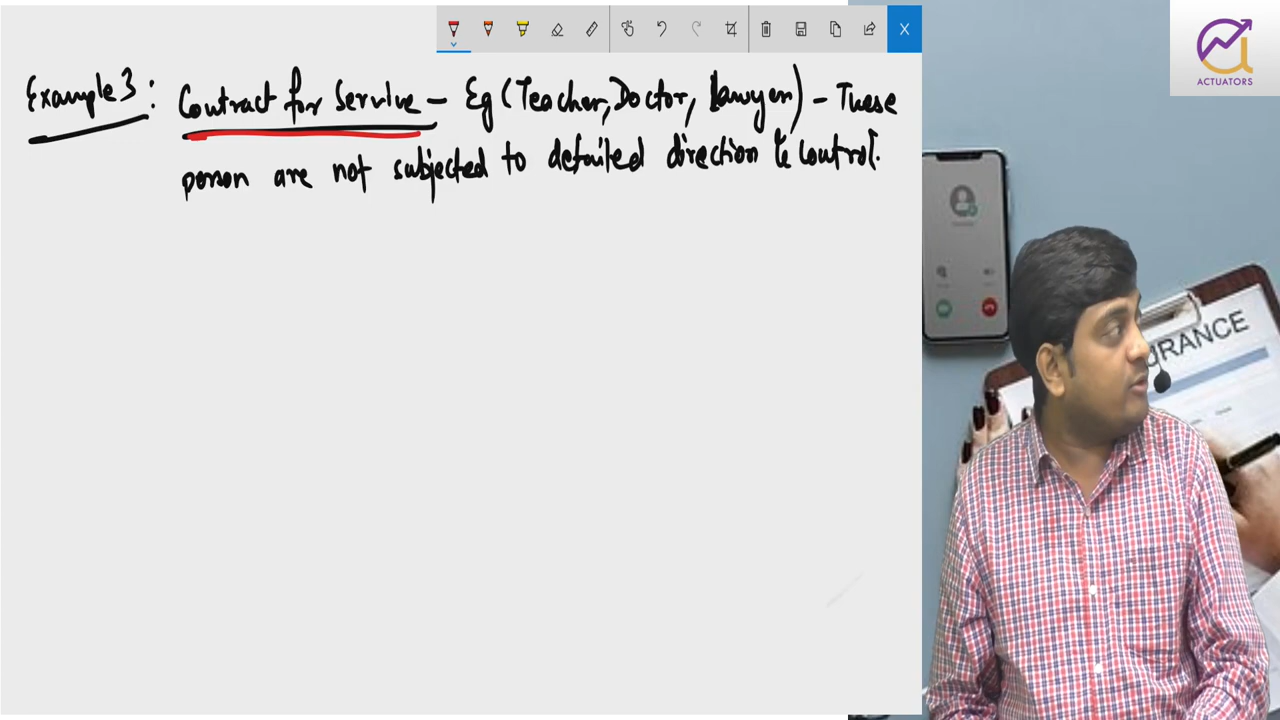 Example 3 : Contract for Service - Eg (Teacher, Doctor, Lawyer) - These
person are not subjected to detailed direction & control.
ACTUATORS
URANCE